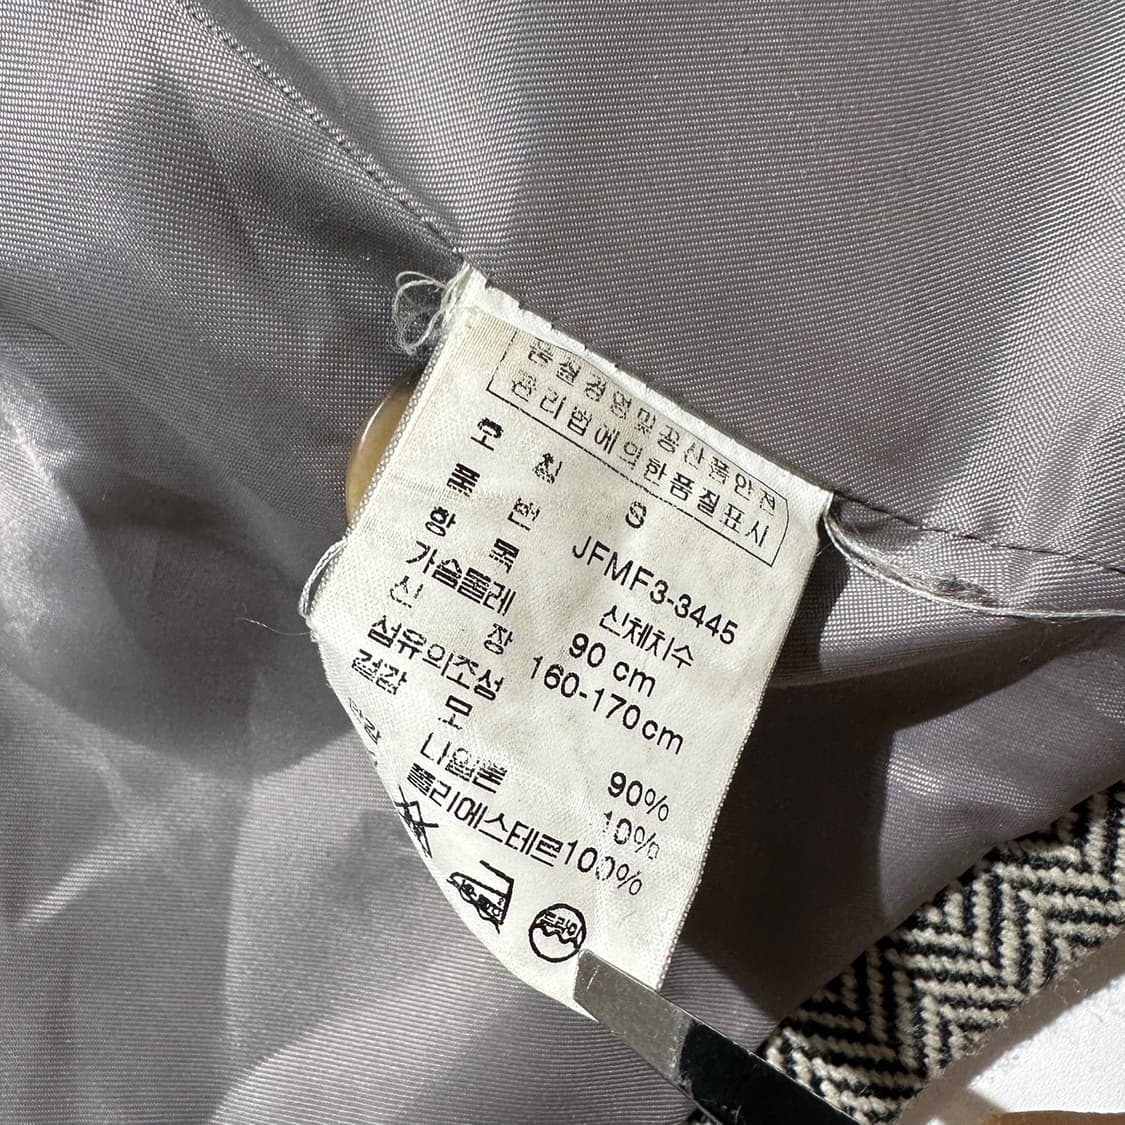 품질경영및공산품안전
관리법에의한품질표시
호 칭 S
품 번 JFMF3-3445
항 목 신체치수
가슴둘레 90 cm
신 장 160-170cm
섬유의조성
겉감
모 90%
나일론 10%
폴리에스테르100%
드라이